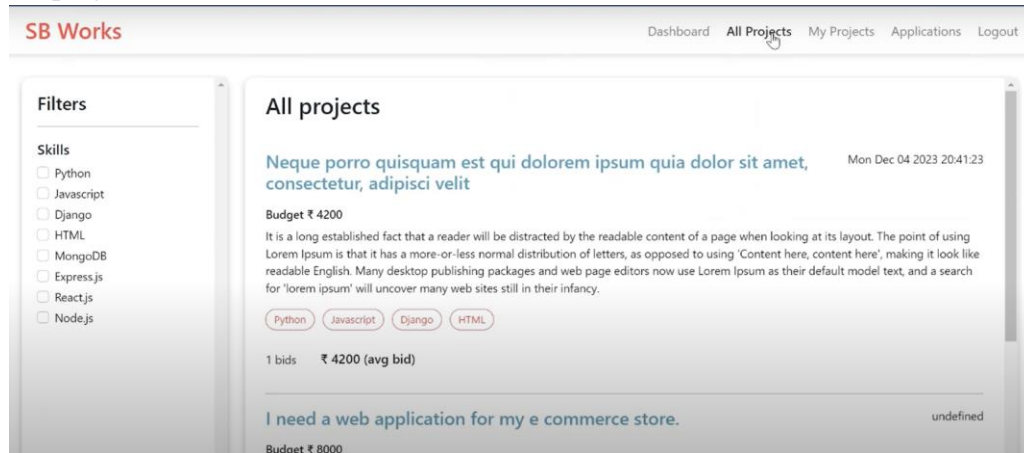 SB Works
Dashboard All Projects My Projects Applications Logout
Filters
Skills
Python
Javascript
Django
HTML
MongoDB
Express.js
React.js
Node.js
All projects
Neque porro quisquam est qui dolorem ipsum quia dolor sit amet,
consectetur, adipisci velit
Mon Dec 04 2023 20:41:23
Budget ₹ 4200
It is a long established fact that a reader will be distracted by the readable content of a page when looking at its layout. The point of using
Lorem Ipsum is that it has a more-or-less normal distribution of letters, as opposed to using 'Content here, content here', making it look like
readable English. Many desktop publishing packages and web page editors now use Lorem Ipsum as their default model text, and a search
for 'lorem ipsum' will uncover many web sites still in their infancy.
Python Javascript Django HTML
1 bids ₹ 4200 (avg bid)
I need a web application for my e commerce store.
undefined
Budget ₹ 8000